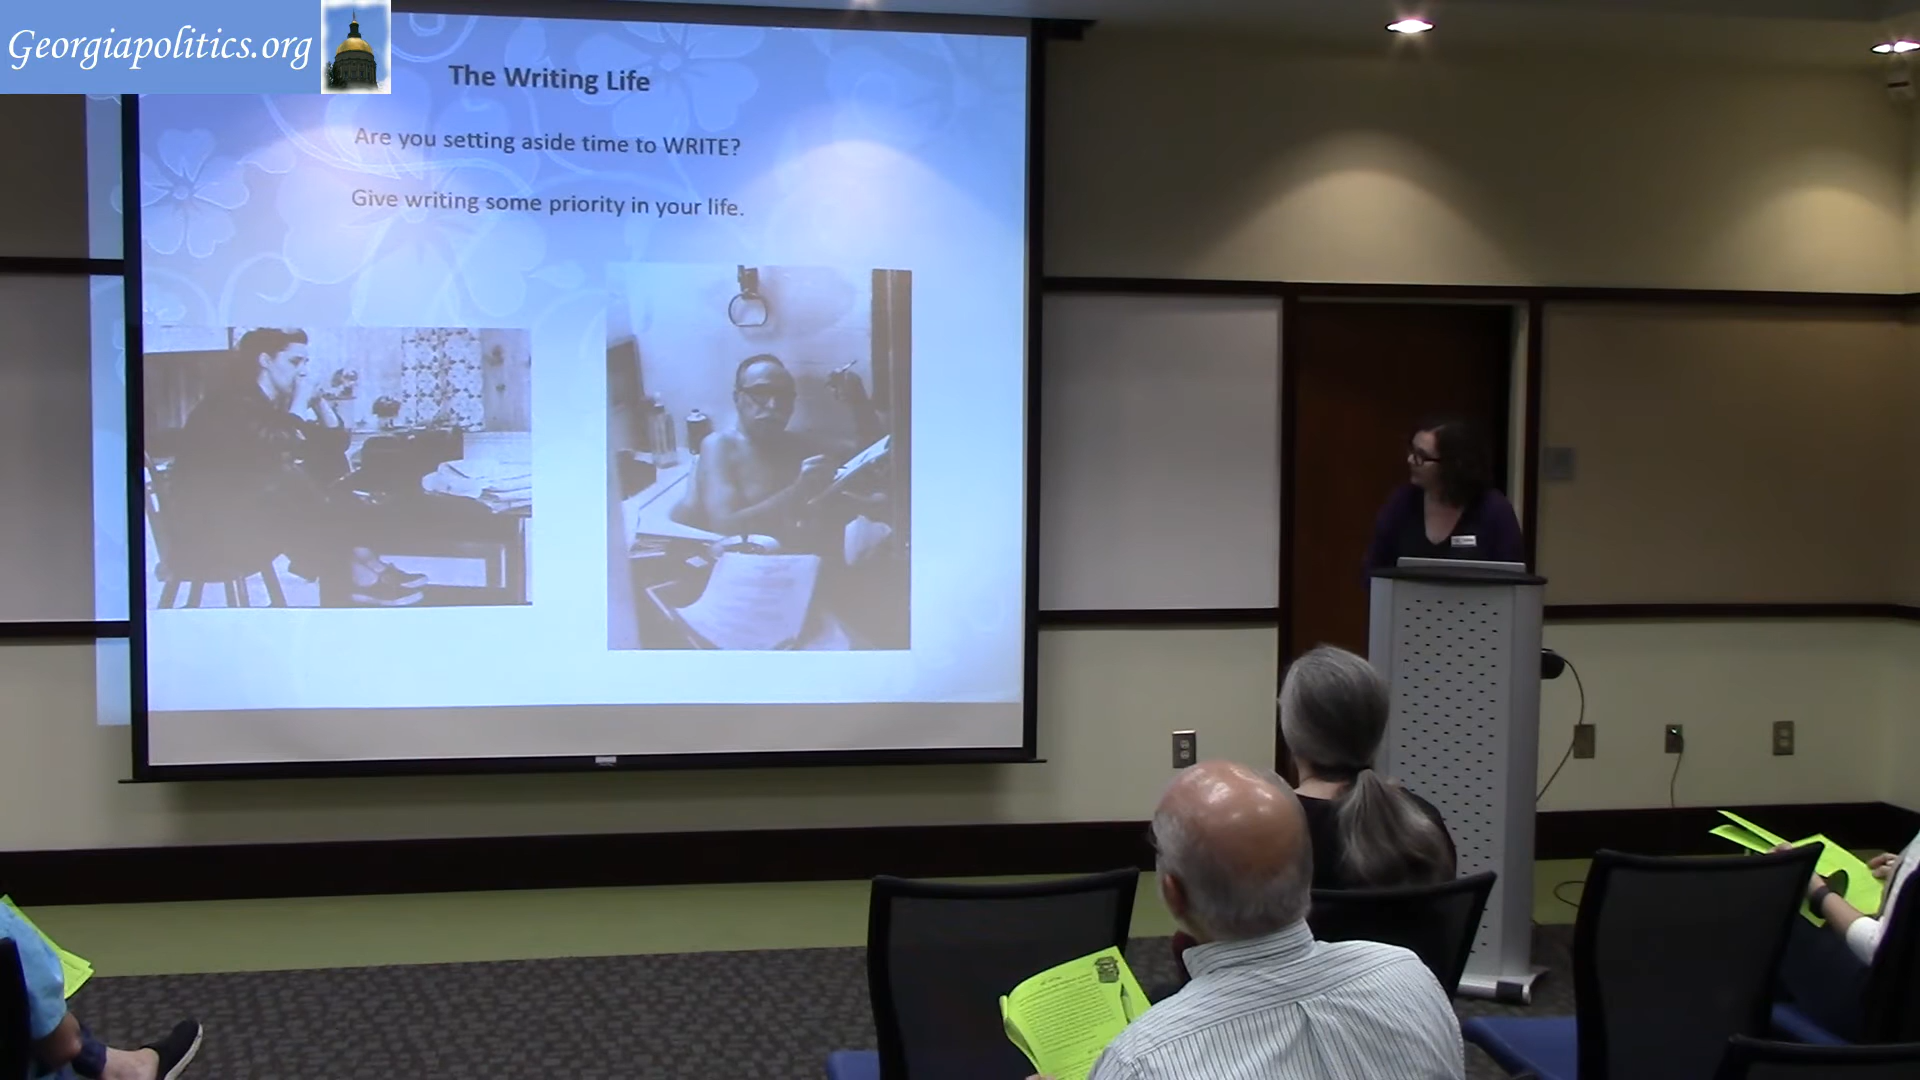 Georgiapolitics.org
The Writing Life
Are you setting aside time to WRITE?
Give writing some priority in your life.